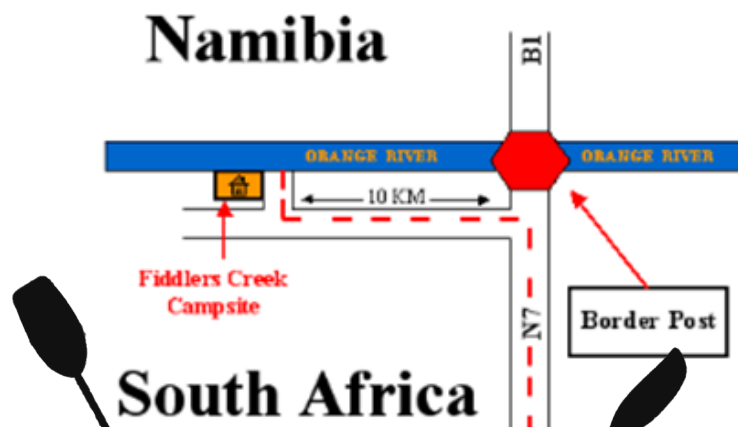 Namibia
B1
ORANGE RIVER
ORANGE RIVER
10 KM
Fiddlers Creek
Campsite
N7
Border Post
South Africa